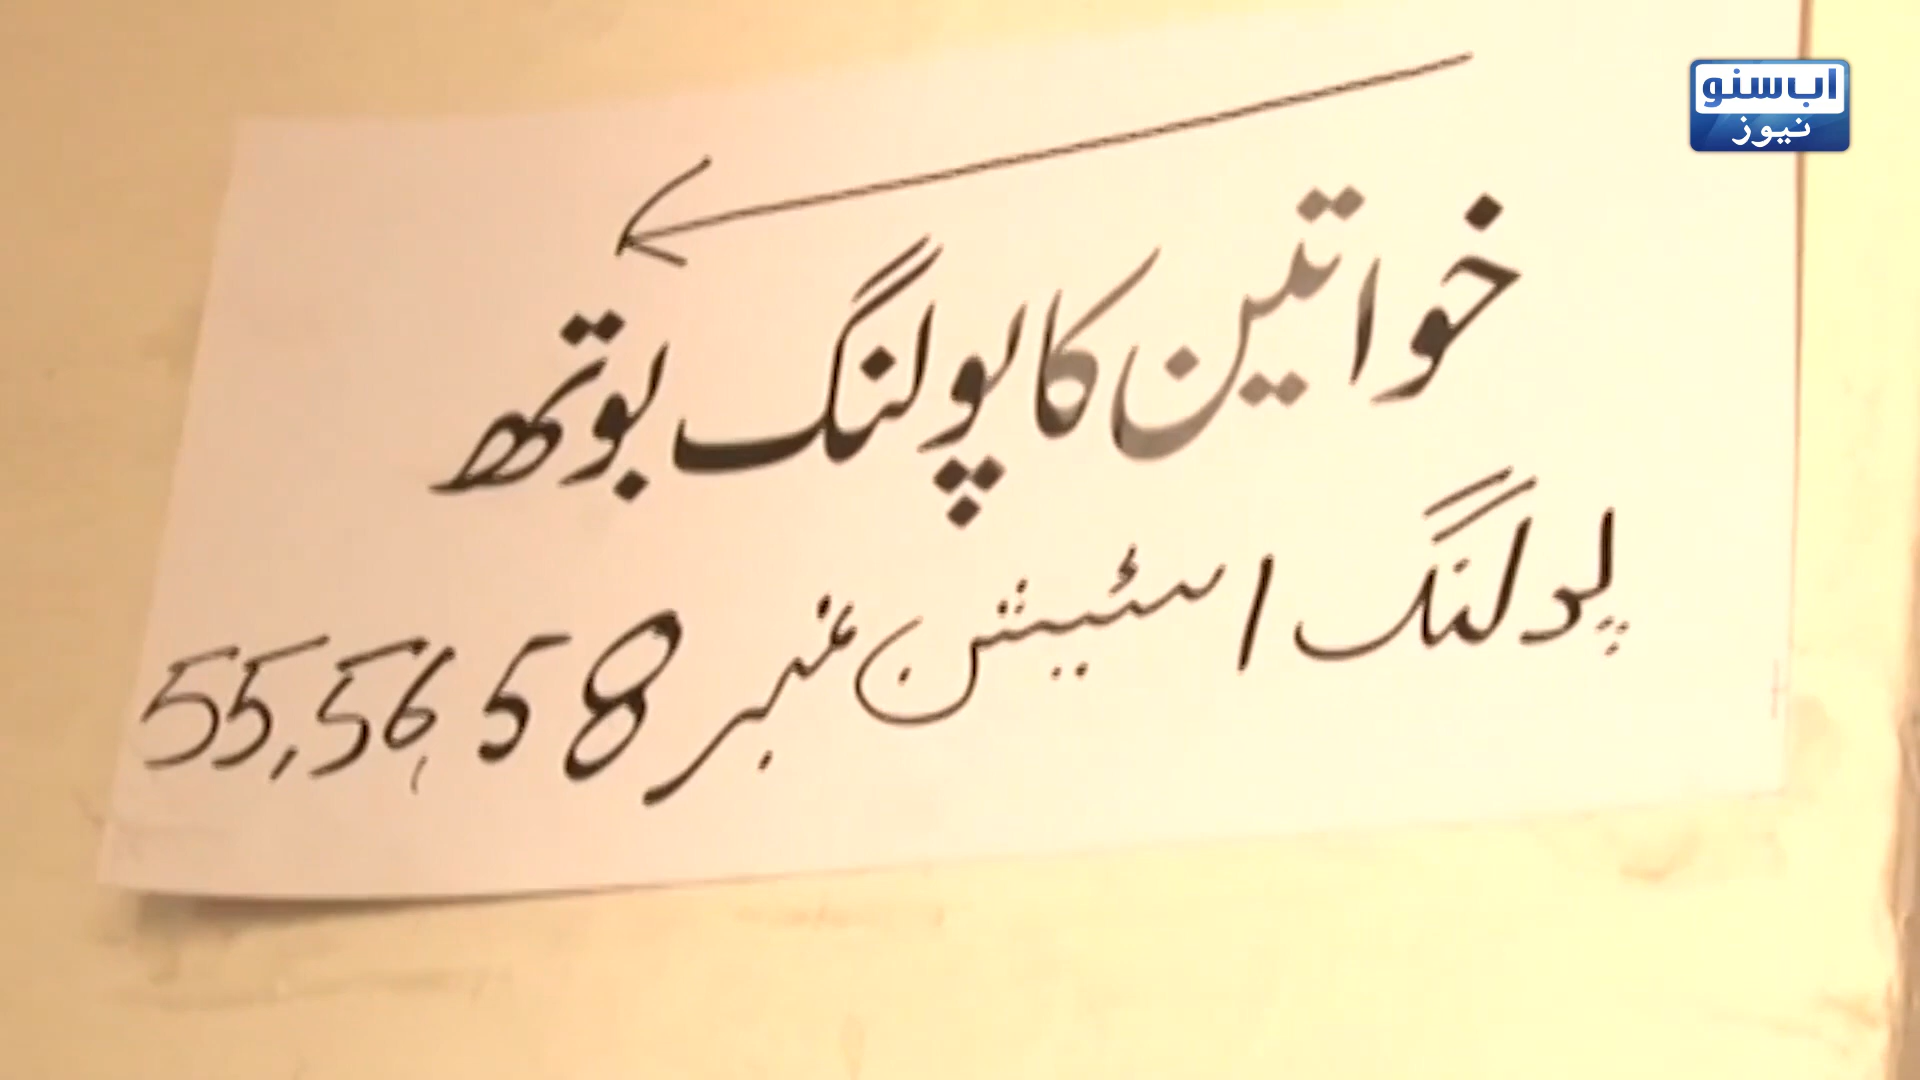 اب سنو
نیوز
خواتین کا پولنگ بوتھ
پولنگ اسٹیشن نمبر 58 55,56,